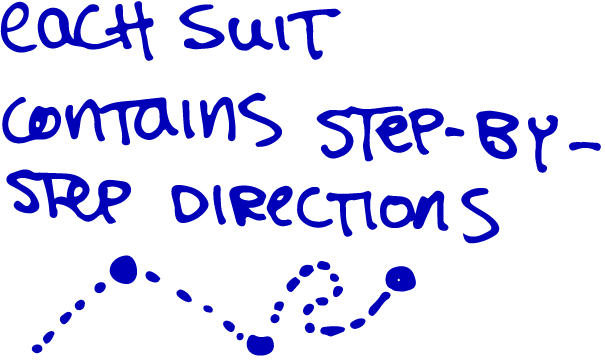 each suit
contains step-by-
step directions